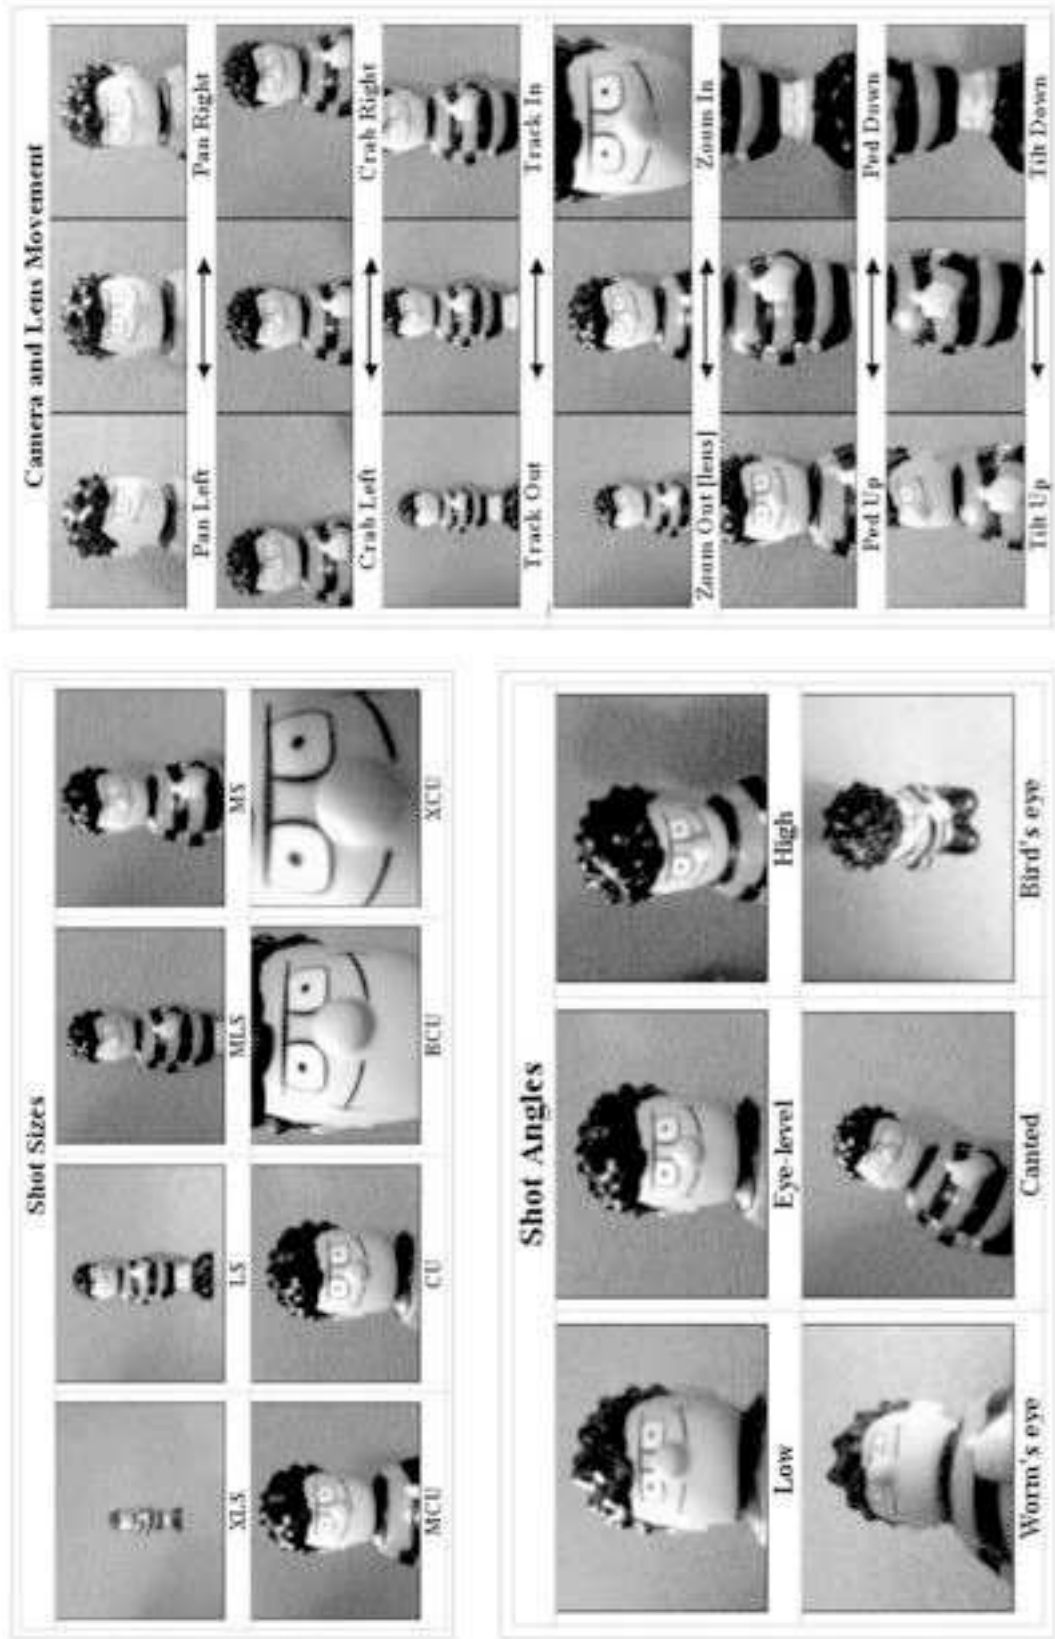 Shot Sizes
XLS LS MLS MS
MCU CU BCU XCU
Shot Angles
Low Eye-level High
Worm's eye Canted Bird's eye
Camera and Lens Movement
Pan Left Pan Right
Crab Left Crab Right
Track Out Track In
Zoom Out [lens] Zoom In
Ped Up Ped Down
Tilt Up Tilt Down